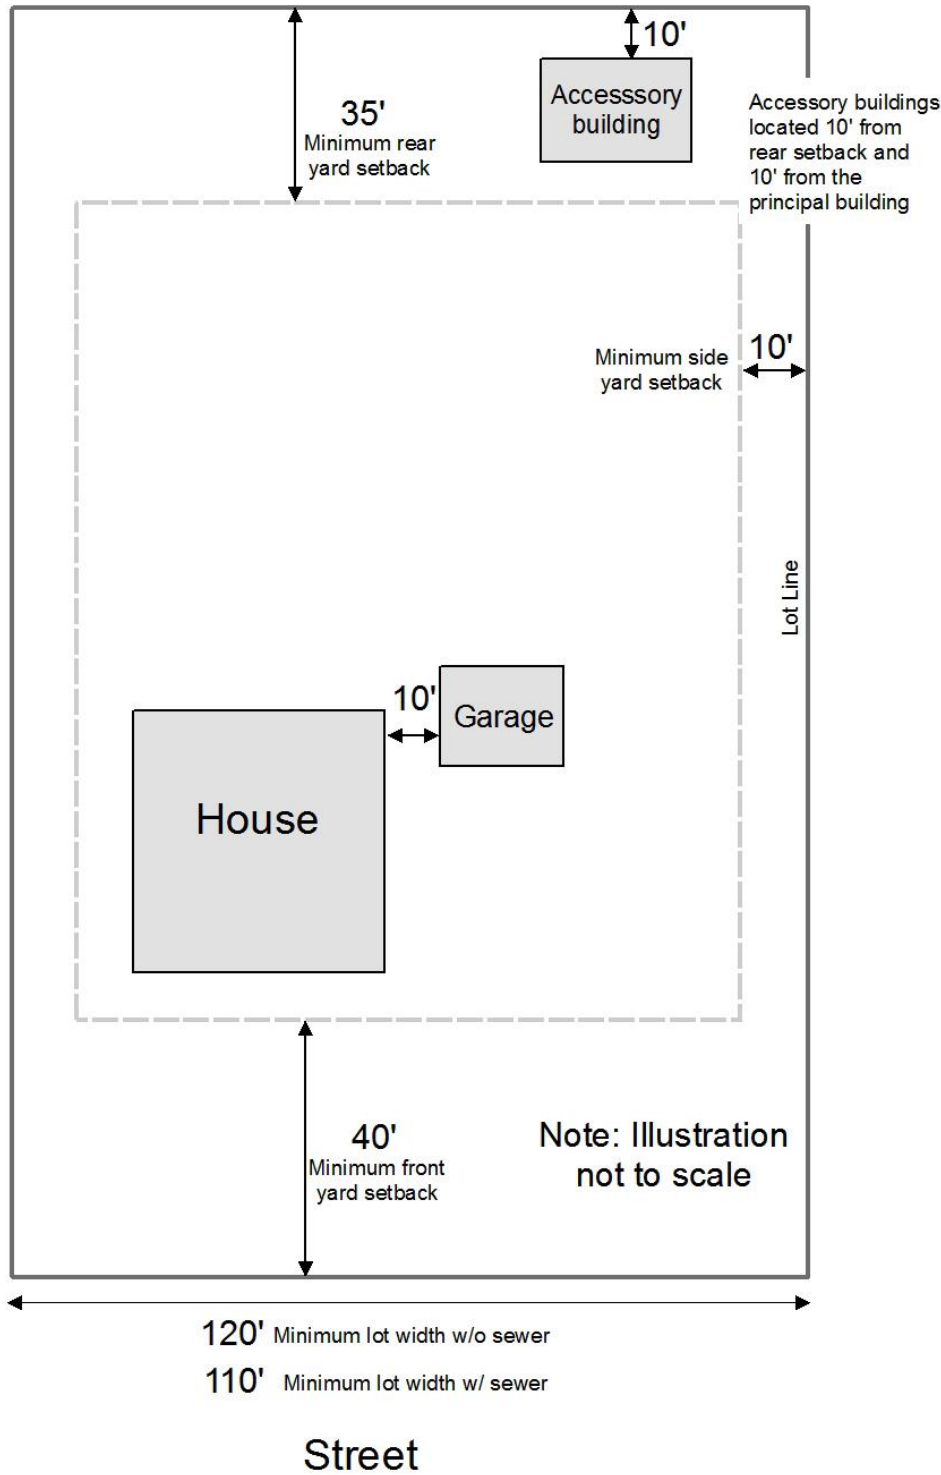 10'
Accesssory
building
35'
Minimum rear
yard setback
Accessory buildings
located 10' from
rear setback and
10' from the
principal building
Minimum side
yard setback
10'
Lot Line
10'
Garage
House
40'
Minimum front
yard setback
Note: Illustration
not to scale
120' Minimum lot width w/o sewer
110' Minimum lot width w/ sewer
Street